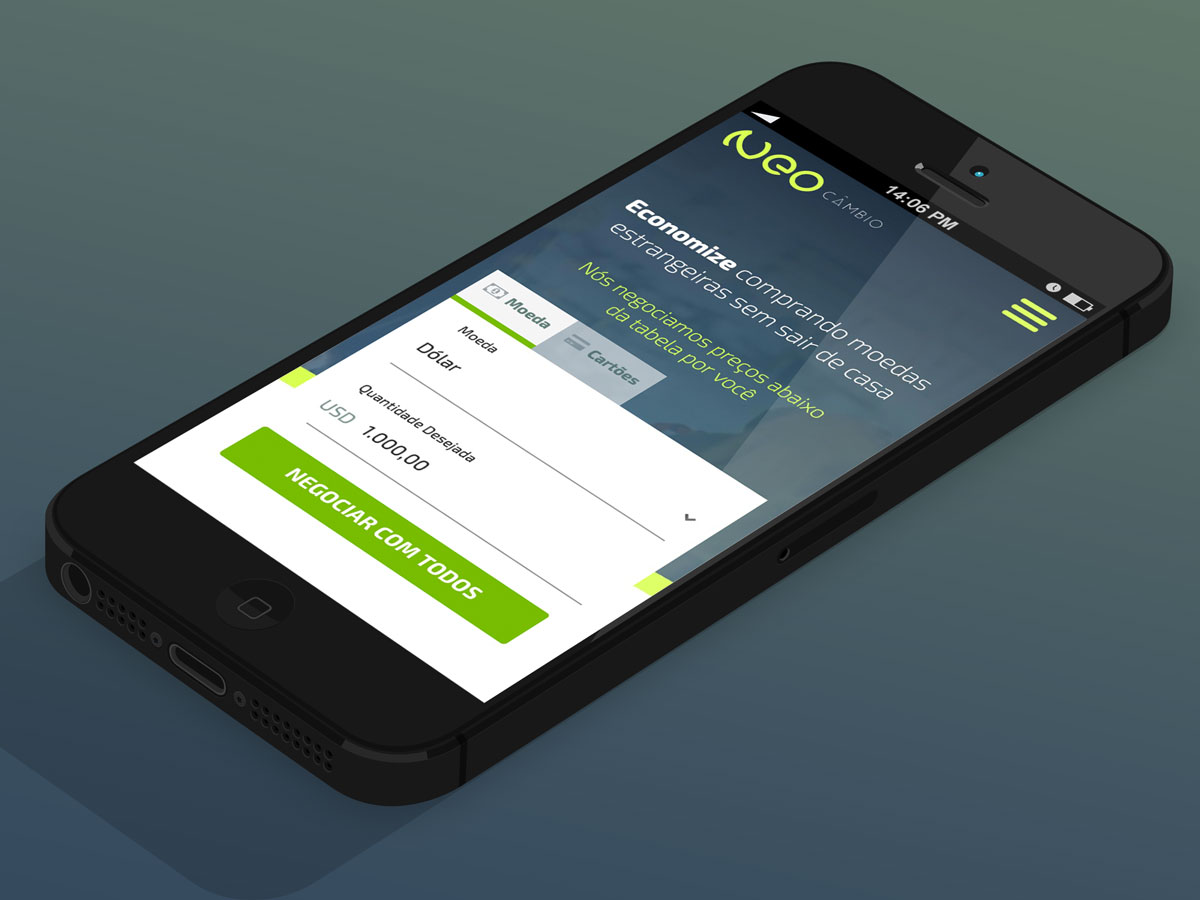 14:06 PM
Neo CÂMBIO
Economize comprando moedas
estrangeiras sem sair de casa
Nós negociamos preços abaixo
da tabela por você
Moeda
Cartões
Moeda
Dólar
Quantidade Desejada
USD 1.000,00
NEGOCIAR COM TODOS